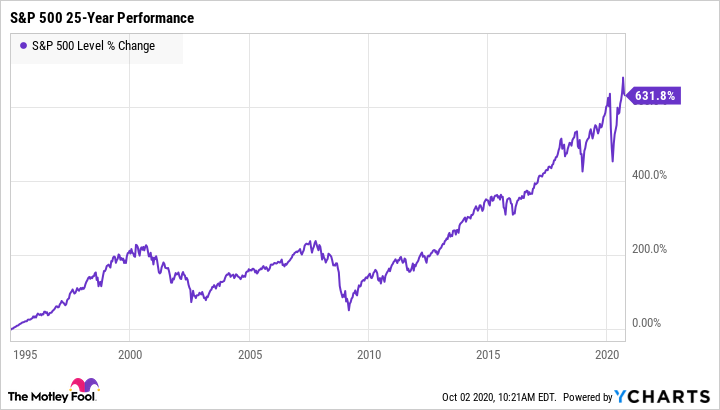 S&P 500 25-Year Performance
S&P 500 Level % Change
631.8%
400.0%
200.0%
0.00%
1995 2000 2005 2010 2015 2020
The Motley Fool.
Oct 02 2020, 10:21AM EDT. Powered by YCHARTS